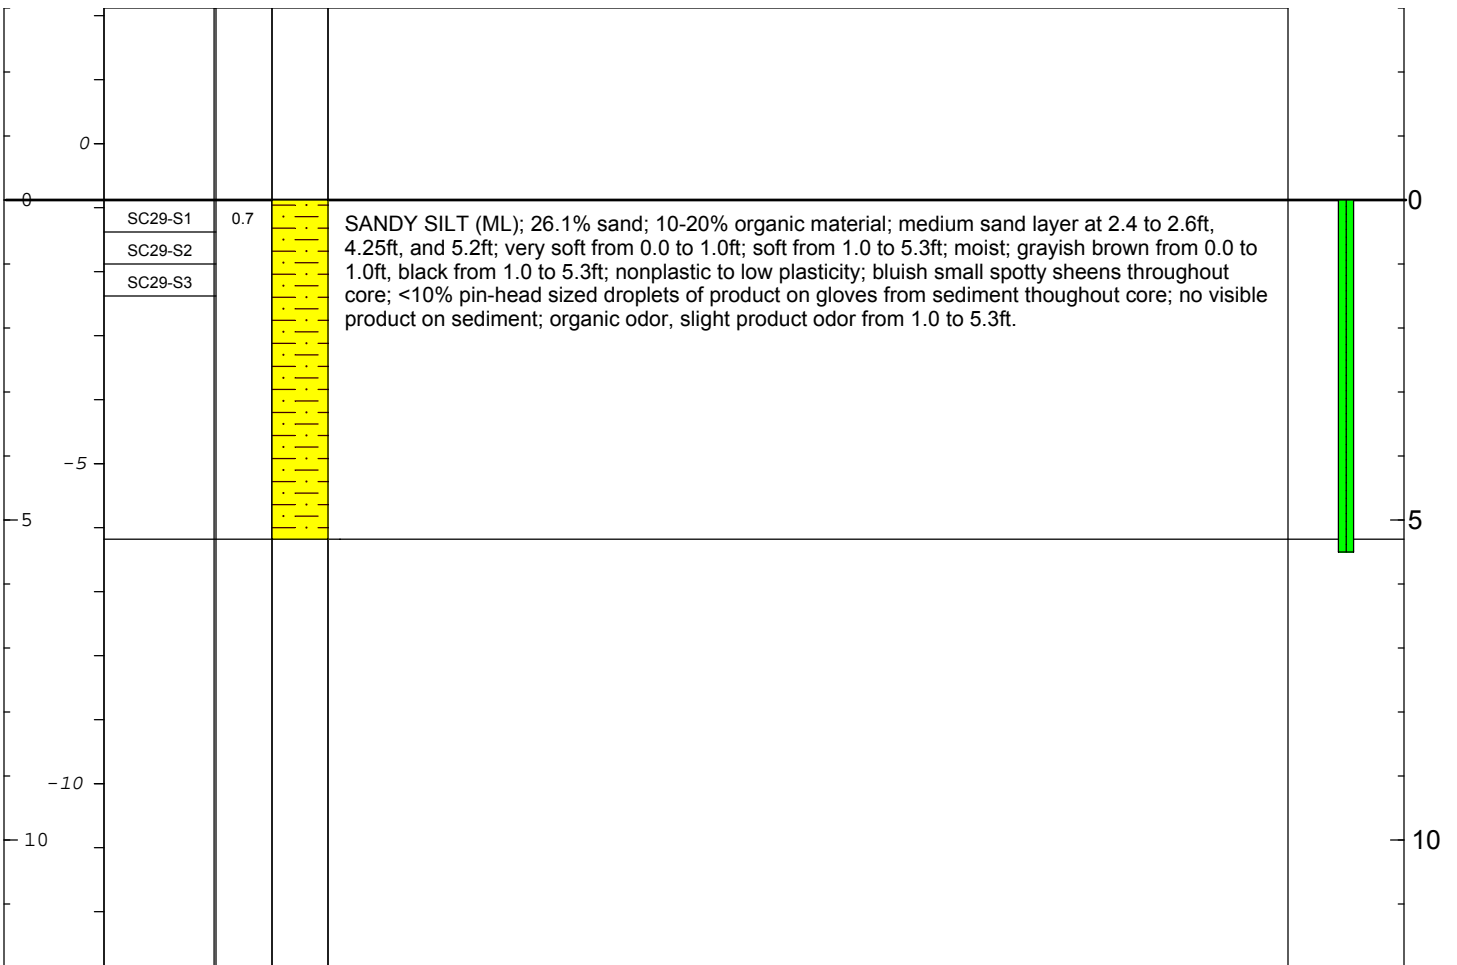 0
0
0
SC29-S1
0.7
SANDY SILT (ML); 26.1% sand; 10-20% organic material; medium sand layer at 2.4 to 2.6ft,
4.25ft, and 5.2ft; very soft from 0.0 to 1.0ft; soft from 1.0 to 5.3ft; moist; grayish brown from 0.0 to
1.0ft, black from 1.0 to 5.3ft; nonplastic to low plasticity; bluish small spotty sheens throughout
core; <10% pin-head sized droplets of product on gloves from sediment thoughout core; no visible
product on sediment; organic odor, slight product odor from 1.0 to 5.3ft.
SC29-S2
SC29-S3
-5
5
5
-10
10
10